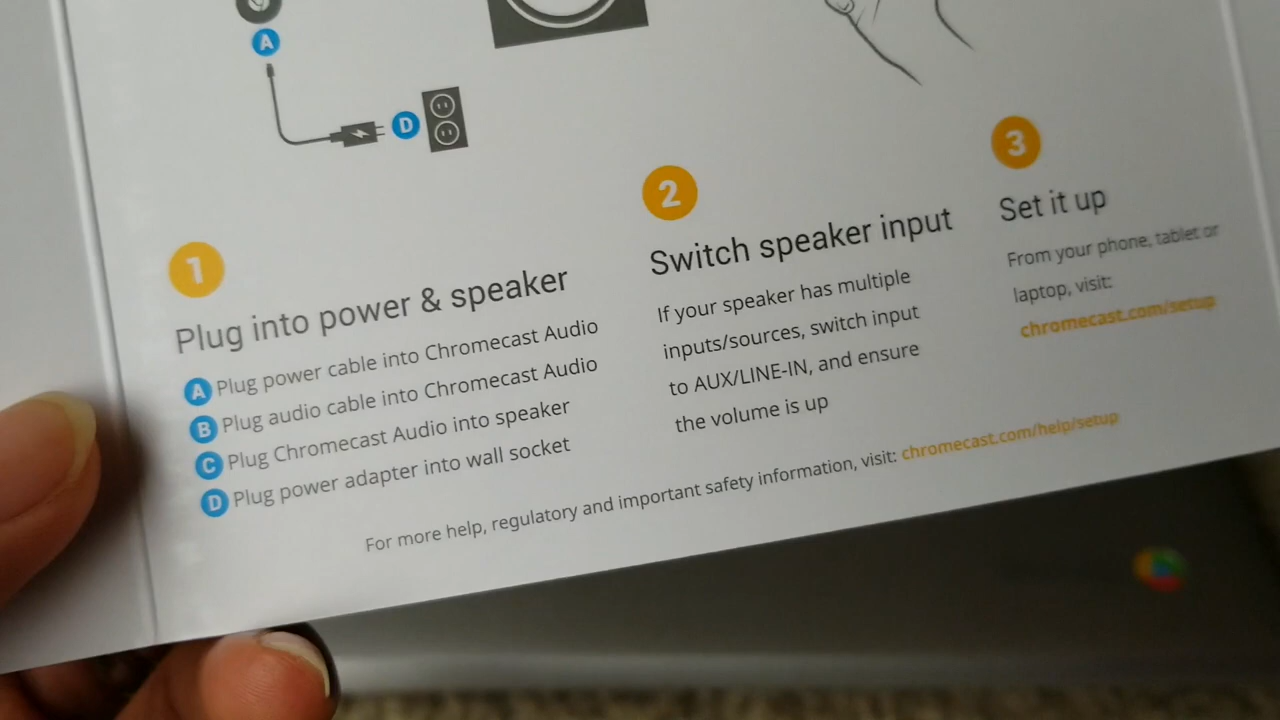 A
D
1
Plug into power & speaker
A Plug power cable into Chromecast Audio
B Plug audio cable into Chromecast Audio
C Plug Chromecast Audio into speaker
D Plug power adapter into wall socket
2
Switch speaker input
If your speaker has multiple
inputs/sources, switch input
to AUX/LINE-IN, and ensure
the volume is up
3
Set it up
From your phone, tablet or
laptop, visit:
chromecast.com/setup
For more help, regulatory and important safety information, visit: chromecast.com/help/setup